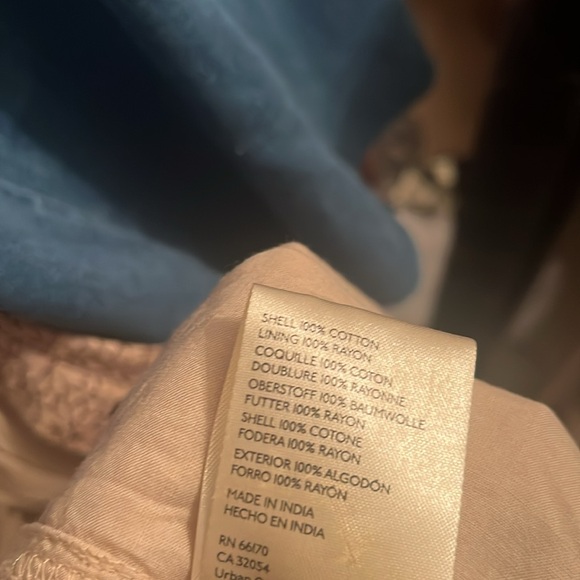 SHELL 100% COTTON
LINING 100% RAYON
COQUILLE 100% COTON
DOUBLURE 100% RAYONNE
OBERSTOFF 100% BAUMWOLLE
FUTTER 100% RAYON
SHELL 100% COTONE
FODERA 100% RAYON
EXTERIOR 100% ALGODÓN
FORRO 100% RAYÓN
MADE IN INDIA
HECHO EN INDIA
RN 66170
CA 32054
Urban